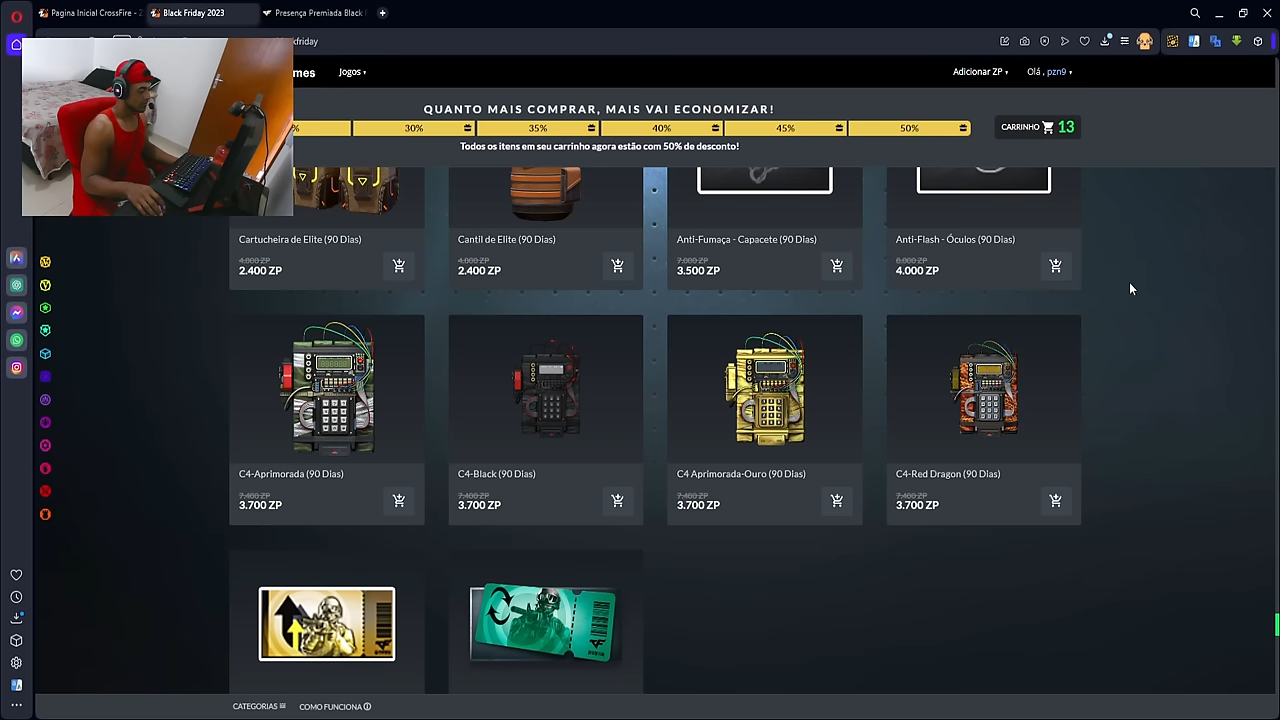 Pagina Inicial CrossFire - Z
Black Friday 2023
Presença Premiada Black F
kfriday
mes
Jogos
Adicionar ZP
Olá , pzn9
QUANTO MAIS COMPRAR, MAIS VAI ECONOMIZAR!
%
30%
35%
40%
45%
50%
CARRINHO 13
Todos os itens em seu carrinho agora estão com 50% de desconto!
Cartucheira de Elite (90 Dias)
Cantil de Elite (90 Dias)
Anti-Fumaça - Capacete (90 Dias)
Anti-Flash - Óculos (90 Dias)
4.800 ZP
4.800 ZP
7.000 ZP
8.000 ZP
2.400 ZP
2.400 ZP
3.500 ZP
4.000 ZP
C4-Aprimorada (90 Dias)
C4-Black (90 Dias)
C4 Aprimorada-Ouro (90 Dias)
C4-Red Dragon (90 Dias)
7.400 ZP
7.400 ZP
7.400 ZP
7.400 ZP
3.700 ZP
3.700 ZP
3.700 ZP
3.700 ZP
CATEGORIAS
COMO FUNCIONA